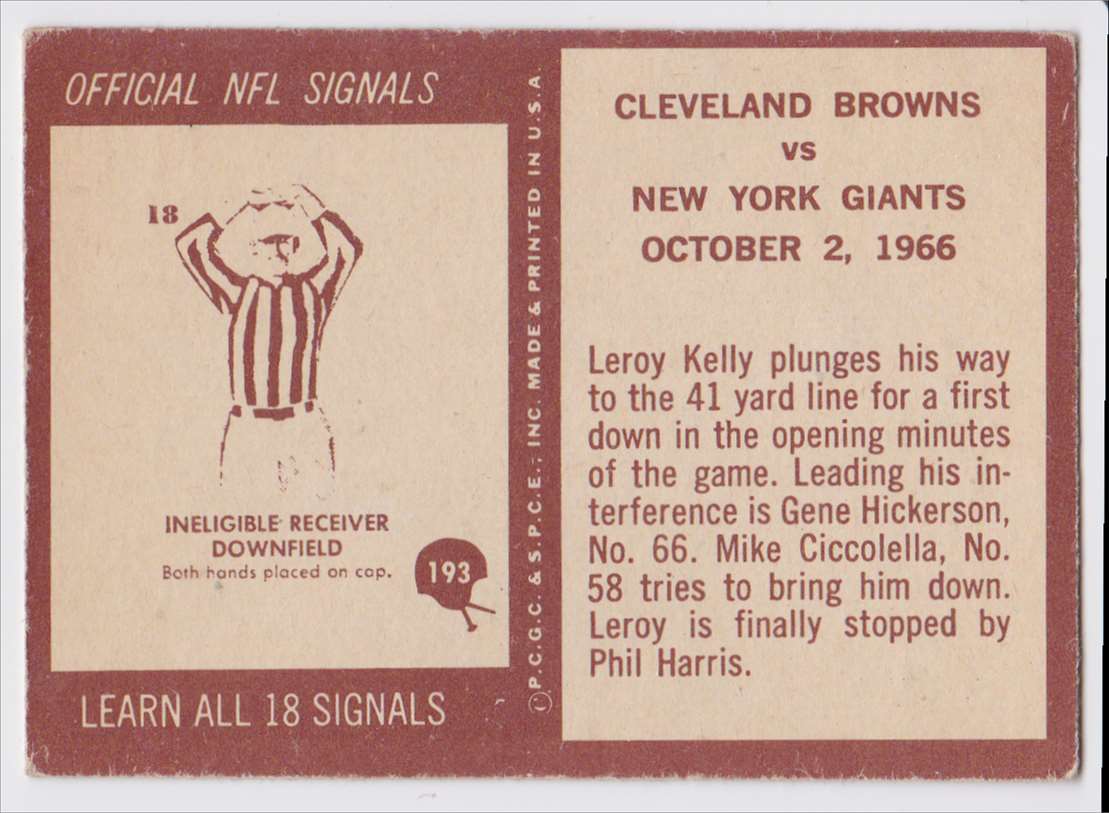 OFFICIAL NFL SIGNALS
18
INELIGIBLE RECEIVER
DOWNFIELD
Both hands placed on cap.
193
LEARN ALL 18 SIGNALS
©P.C.G.C. & S.P.C.E., INC. MADE & PRINTED IN U.S.A.
CLEVELAND BROWNS
VS
NEW YORK GIANTS
OCTOBER 2, 1966
Leroy Kelly plunges his way
to the 41 yard line for a first
down in the opening minutes
of the game. Leading his in-
terference is Gene Hickerson,
No. 66. Mike Ciccolella, No.
58 tries to bring him down.
Leroy is finally stopped by
Phil Harris.